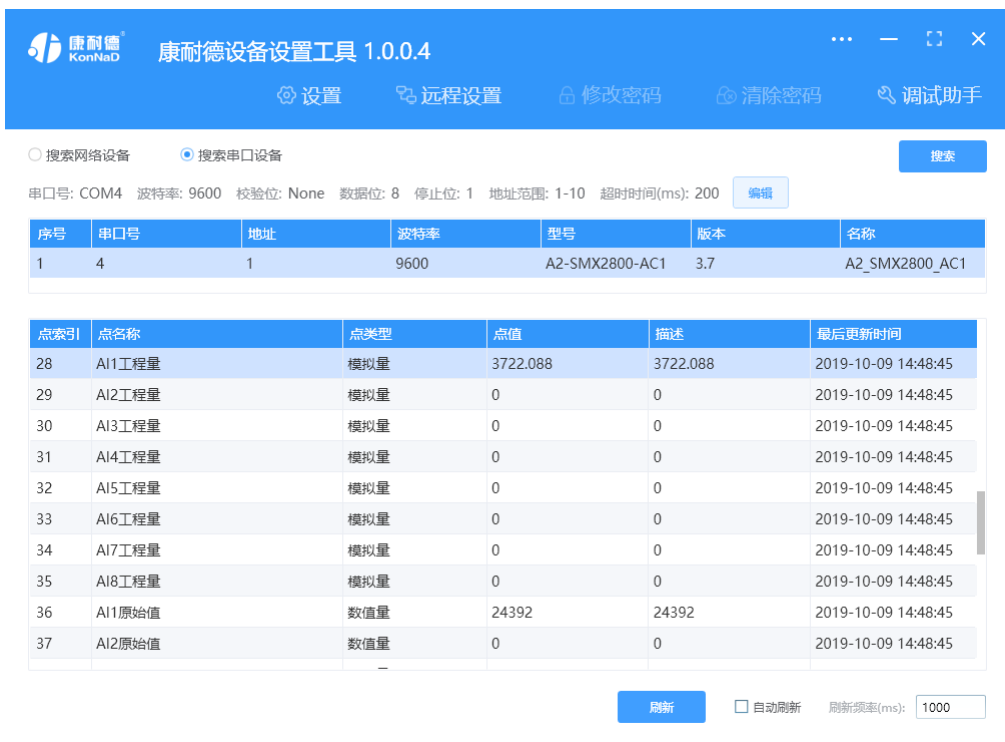 康耐德 KonNaD 康耐德设备设置工具 1.0.0.4
设置 远程设置 修改密码 清除密码 调试助手
搜索网络设备 搜索串口设备 搜索
串口号: COM4 波特率: 9600 校验位: None 数据位: 8 停止位: 1 地址范围: 1-10 超时时间(ms): 200 编辑
序号 串口号 地址 波特率 型号 版本 名称
1 4 1 9600 A2-SMX2800-AC1 3.7 A2_SMX2800_AC1
点索引 点名称 点类型 点值 描述 最后更新时间
28 AI1工程量 模拟量 3722.088 3722.088 2019-10-09 14:48:45
29 AI2工程量 模拟量 0 0 2019-10-09 14:48:45
30 AI3工程量 模拟量 0 0 2019-10-09 14:48:45
31 AI4工程量 模拟量 0 0 2019-10-09 14:48:45
32 AI5工程量 模拟量 0 0 2019-10-09 14:48:45
33 AI6工程量 模拟量 0 0 2019-10-09 14:48:45
34 AI7工程量 模拟量 0 0 2019-10-09 14:48:45
35 AI8工程量 模拟量 0 0 2019-10-09 14:48:45
36 AI1原始值 数值量 24392 24392 2019-10-09 14:48:45
37 AI2原始值 数值量 0 0 2019-10-09 14:48:45
刷新 自动刷新 刷新频率(ms): 1000